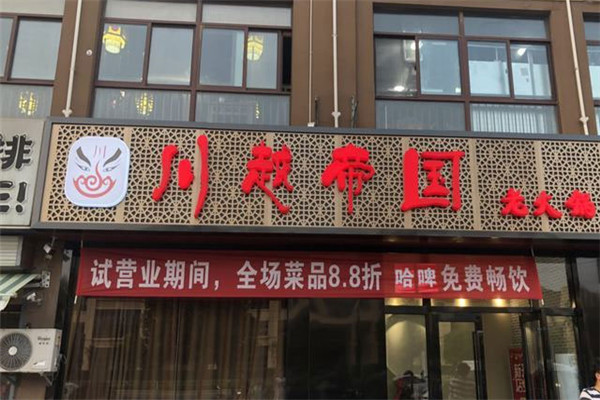 川越帝国 老火锅
试营业期间，全场菜品8.8折 哈啤免费畅饮
排